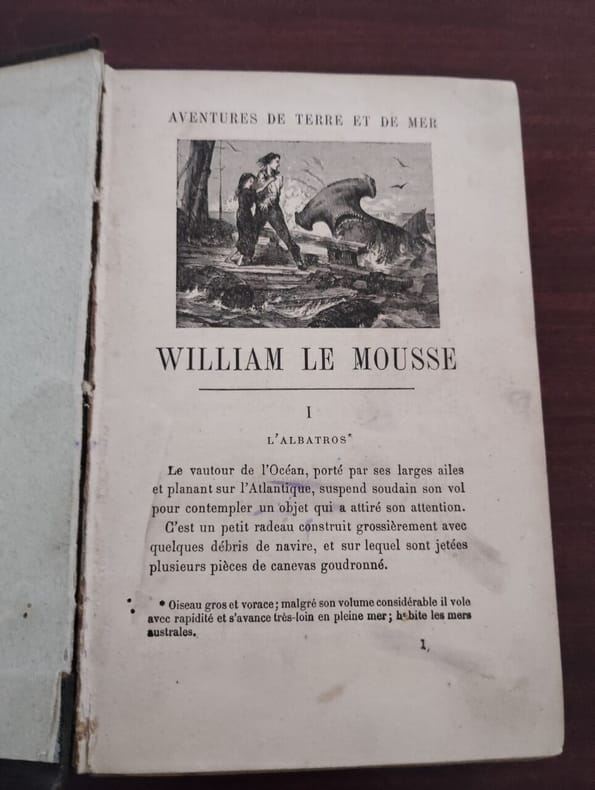 AVENTURES DE TERRE ET DE MER
WILLIAM LE MOUSSE
I
L'ALBATROS*
Le vautour de l'Océan, porté par ses larges ailes
et planant sur l'Atlantique, suspend soudain son vol
pour contempler un objet qui a attiré son attention.
C'est un petit radeau construit grossièrement avec
quelques débris de navire, et sur lequel sont jetées
plusieurs pièces de canevas goudronné.
* Oiseau gros et vorace; malgré son volume considérable il vole
avec rapidité et s'avance très-loin en pleine mer; habite les mers
australes.
1.